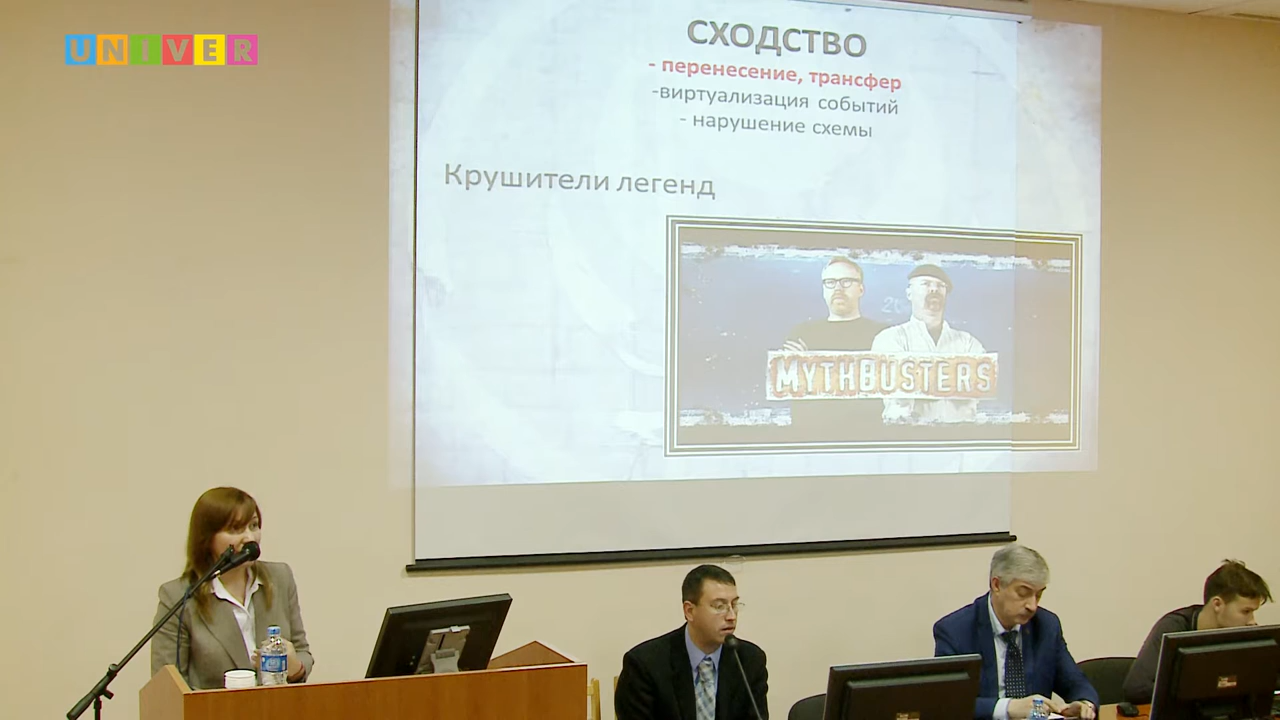 UNIVER
СХОДСТВО
- перенесение, трансфер
-виртуализация событий
- нарушение схемы
Крушители легенд
MYTHBUSTERS